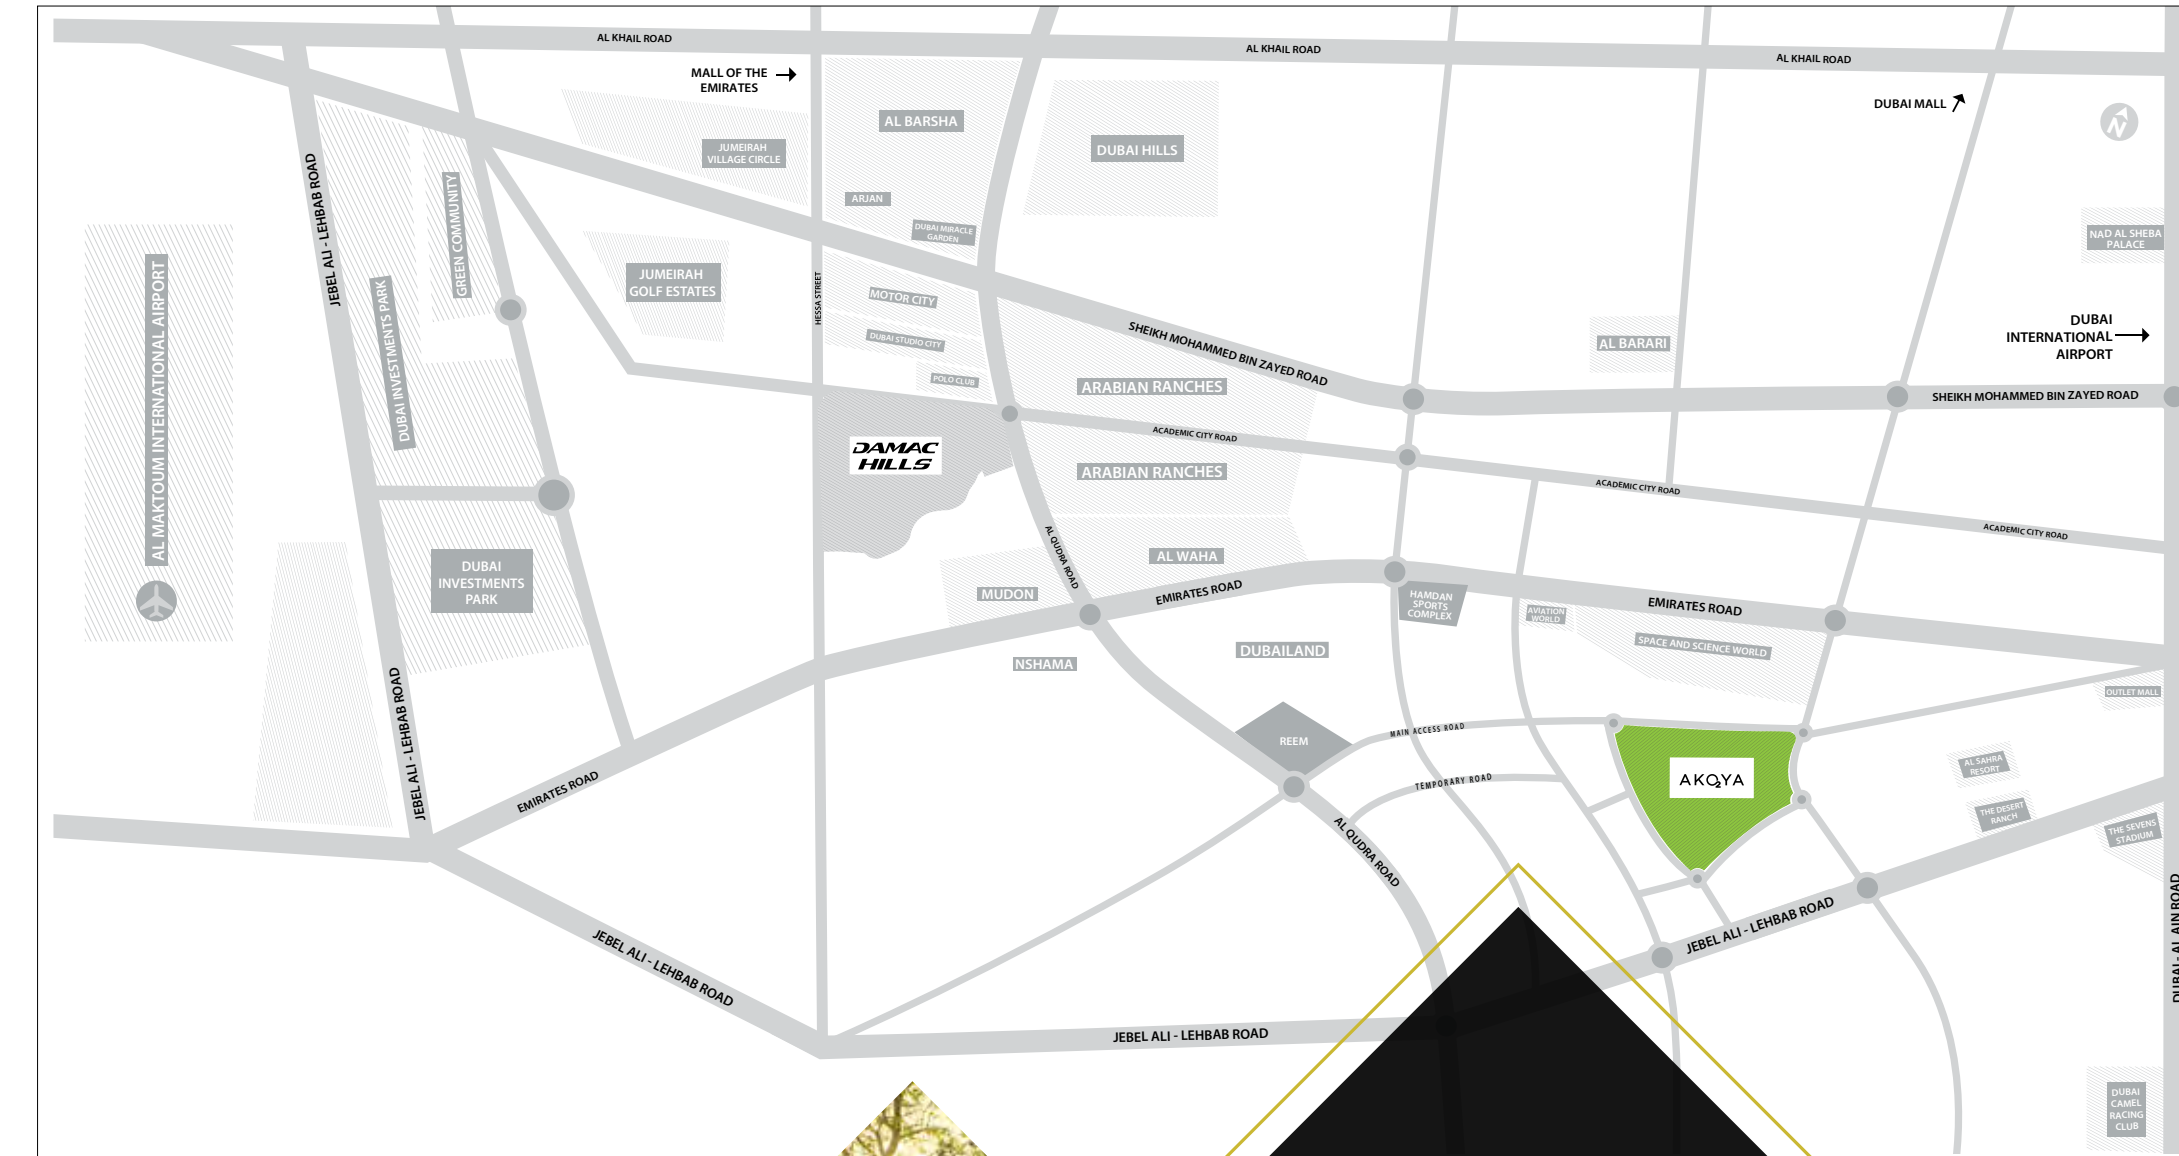 AL KHAIL ROAD
AL KHAIL ROAD
AL KHAIL ROAD
MALL OF THE
EMIRATES
DUBAI MALL
N
AL BARSHA
JUMEIRAH
VILLAGE CIRCLE
DUBAI HILLS
ARJAN
DUBAI MIRACLE
GARDEN
JEBEL ALI - LEHBAB ROAD
GREEN COMMUNITY
NAD AL SHEBA
PALACE
JUMEIRAH
GOLF ESTATES
HESSA STREET
MOTOR CITY
DUBAI STUDIO CITY
POLO CLUB
AL MAKTOUM INTERNATIONAL AIRPORT
DUBAI INVESTMENTS PARK
SHEIKH MOHAMMED BIN ZAYED ROAD
AL BARARI
DUBAI
INTERNATIONAL
AIRPORT
ARABIAN RANCHES
SHEIKH MOHAMMED BIN ZAYED ROAD
ACADEMIC CITY ROAD
DAMAC
HILLS
ARABIAN RANCHES
ACADEMIC CITY ROAD
ACADEMIC CITY ROAD
AL QUDRA ROAD
AL WAHA
DUBAI
INVESTMENTS
PARK
MUDON
EMIRATES ROAD
HAMDAN
SPORTS
COMPLEX
AVIATION
WORLD
EMIRATES ROAD
SPACE AND SCIENCE WORLD
DUBAILAND
NSHAMA
OUTLET MALL
JEBEL ALI - LEHBAB ROAD
REEM
MAIN ACCESS ROAD
TEMPORARY ROAD
AKOYA
AL SAHRA
RESORT
EMIRATES ROAD
THE DESERT
RANCH
THE SEVENS
STADIUM
AL QUDRA ROAD
JEBEL ALI - LEHBAB ROAD
DUBAI - AL AIN ROAD
JEBEL ALI - LEHBAB ROAD
JEBEL ALI - LEHBAB ROAD
DUBAI
CAMEL
RACING
CLUB